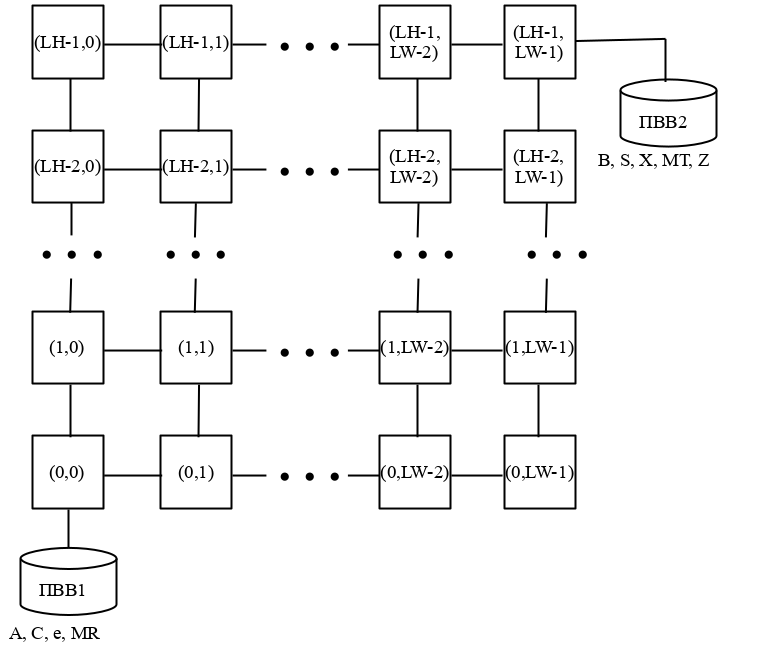 (LH-1,0)
(LH-1,1)
(LH-1,
LW-2)
(LH-1,
LW-1)
ПВВ2
B, S, X, MT, Z
(LH-2,0)
(LH-2,1)
(LH-2,
LW-2)
(LH-2,
LW-1)
(1,0)
(1,1)
(1,LW-2)
(1,LW-1)
(0,0)
(0,1)
(0,LW-2)
(0,LW-1)
ПВВ1
A, C, e, MR